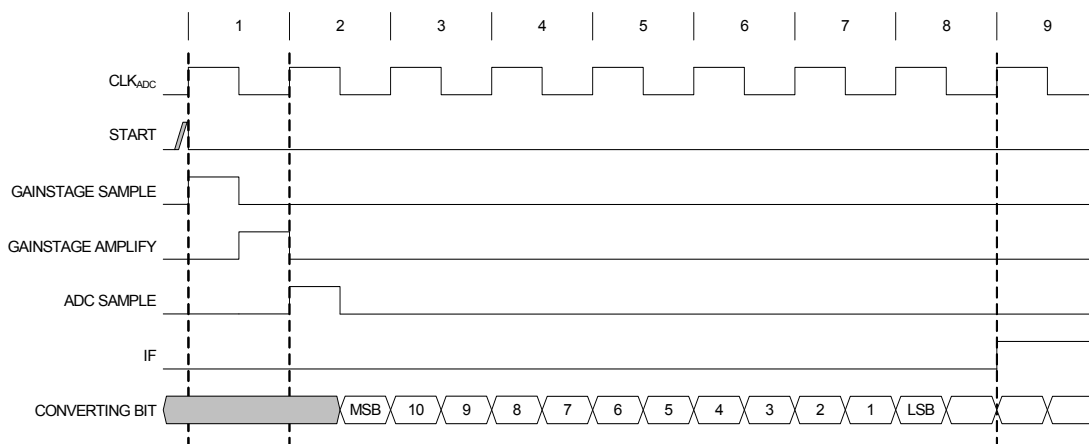 1 2 3 4 5 6 7 8 9
CLKADC
START
GAINSTAGE SAMPLE
GAINSTAGE AMPLIFY
ADC SAMPLE
IF
CONVERTING BIT MSB 10 9 8 7 6 5 4 3 2 1 LSB